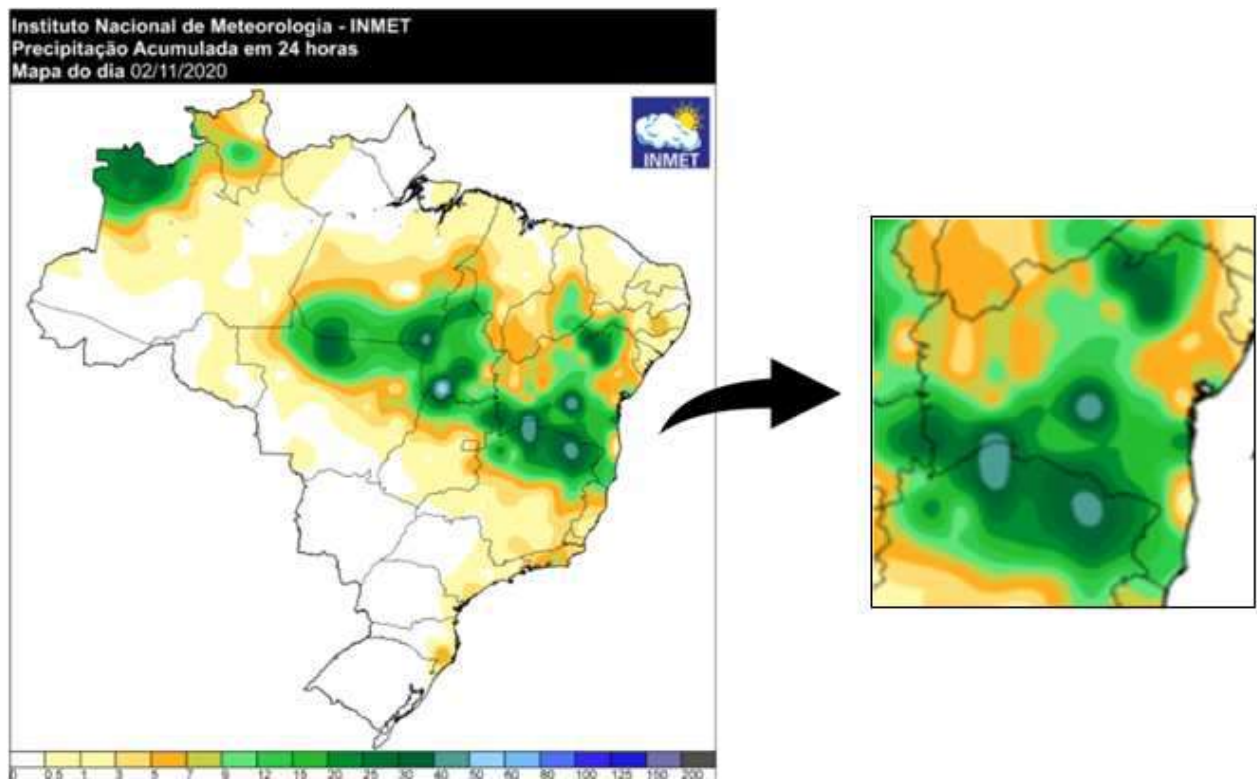 Instituto Nacional de Meteorologia - INMET
Precipitação Acumulada em 24 horas
Mapa do dia 02/11/2020
INMET
0 0.5 1 3 5 7 9 12 15 20 25 30 40 50 60 80 100 125 150 200